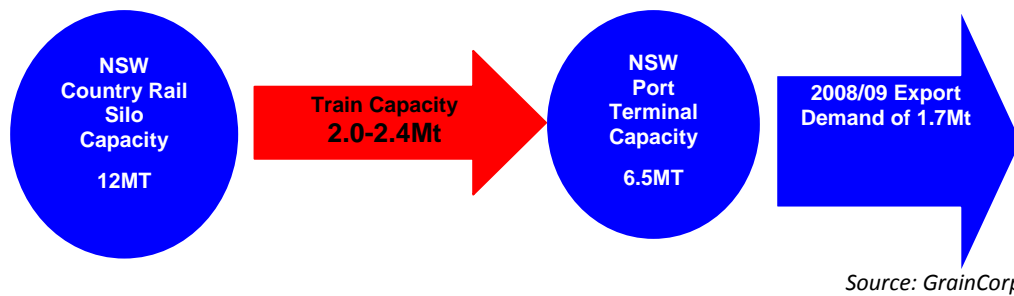 NSW
Country Rail
Silo
Capacity
12MT
Train Capacity
2.0-2.4Mt
NSW
Port
Terminal
Capacity
6.5MT
2008/09 Export
Demand of 1.7Mt
Source: GrainCorp